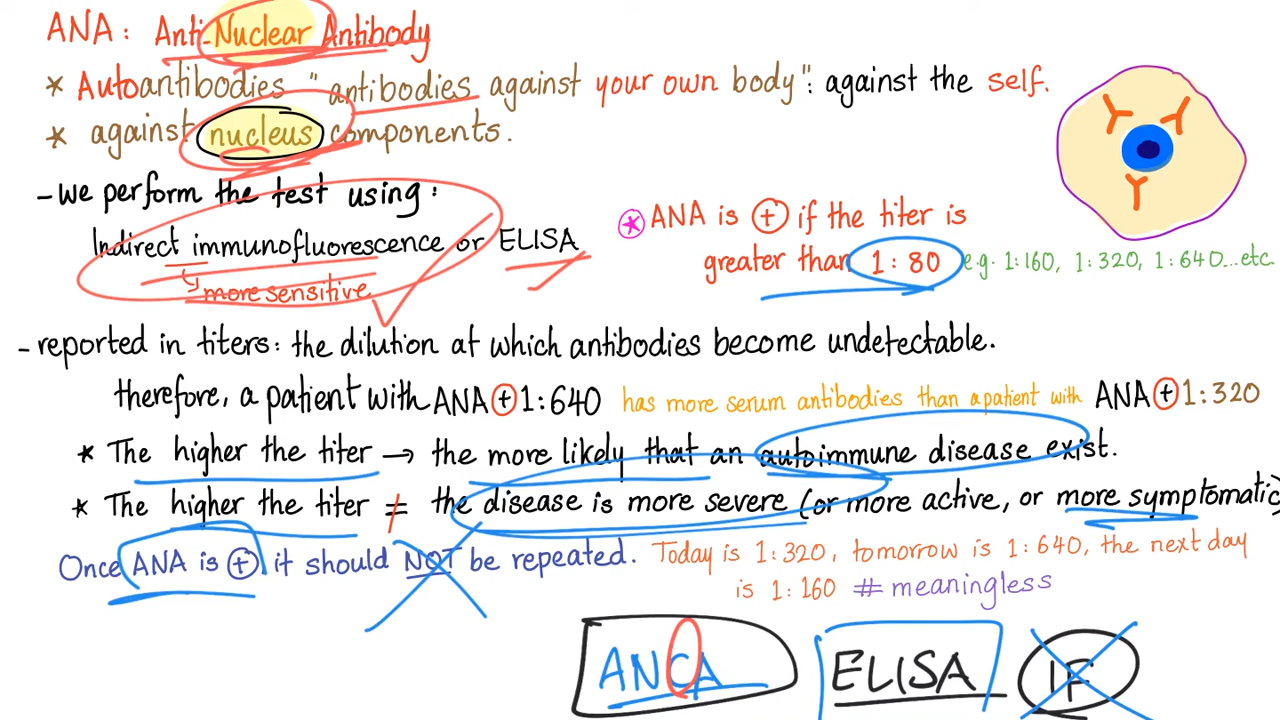 ANA: Anti-Nuclear Antibody
* Autoantibodies "antibodies against your own body": against the self.
* against nucleus components.
- we perform the test using:
Indirect immunofluorescence or ELISA
↳ more sensitive
* ANA is + if the titer is
greater than 1:80 e.g. 1:160, 1:320, 1:640...etc.
- reported in titers: the dilution at which antibodies become undetectable.
therefore, a patient with ANA + 1:640 has more serum antibodies than a patient with ANA + 1:320
* The higher the titer → the more likely that an autoimmune disease exist.
* The higher the titer ≠ the disease is more severe (or more active, or more symptomatic
Once ANA is + it should NOT be repeated. Today is 1:320, tomorrow is 1:640, the next day
is 1:160 # meaningless
ANCA ELISA IF